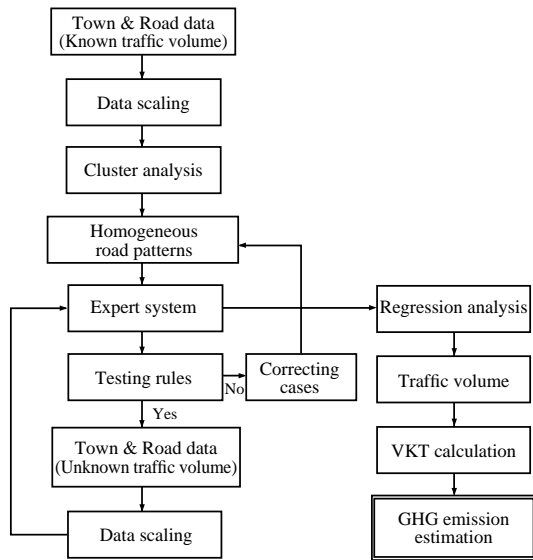 Town & Road data
(Known traffic volume)
Data scaling
Cluster analysis
Homogeneous
road patterns
Expert system
Regression analysis
Testing rules
No
Correcting
cases
Traffic volume
Yes
Town & Road data
(Unknown traffic volume)
VKT calculation
Data scaling
GHG emission
estimation